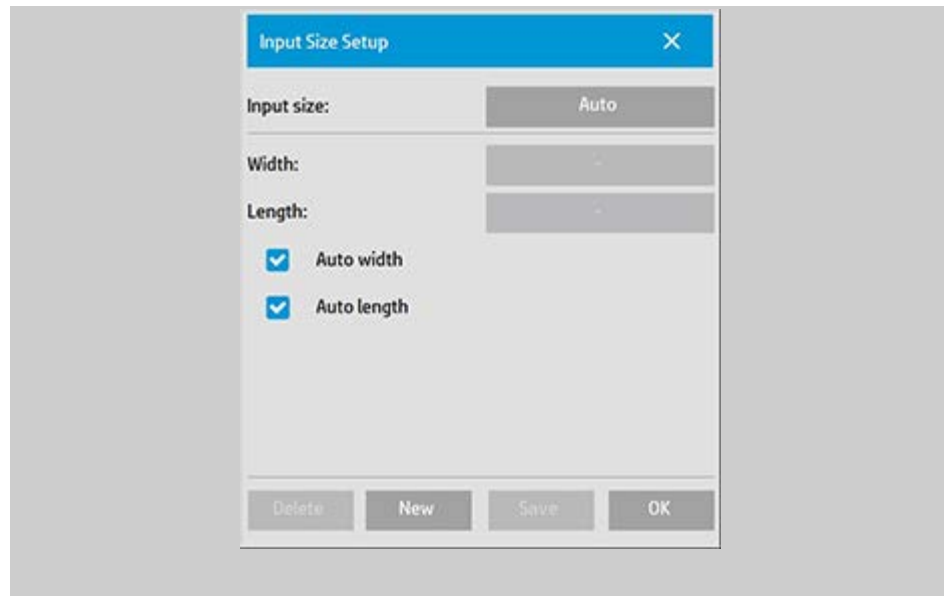 Input Size Setup
Input size: Auto
Width: -
Length: -
Auto width
Auto length
Delete New Save OK